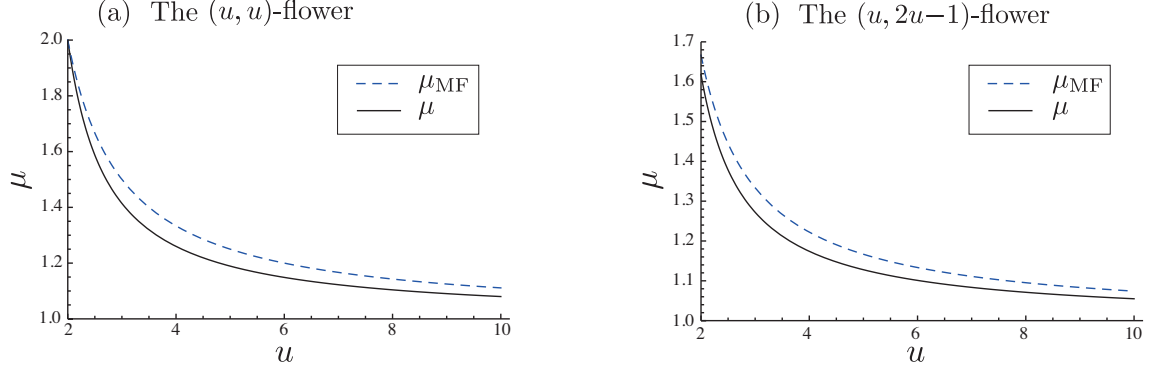 (a) The (u, u)-flower
2.0
1.8
1.6
1.4
1.2
1.0
μ
2 4 6 8 10
u
μMF
μ
(b) The (u, 2u−1)-flower
1.7
1.6
1.5
1.4
1.3
1.2
1.1
1.0
μ
2 4 6 8 10
u
μMF
μ